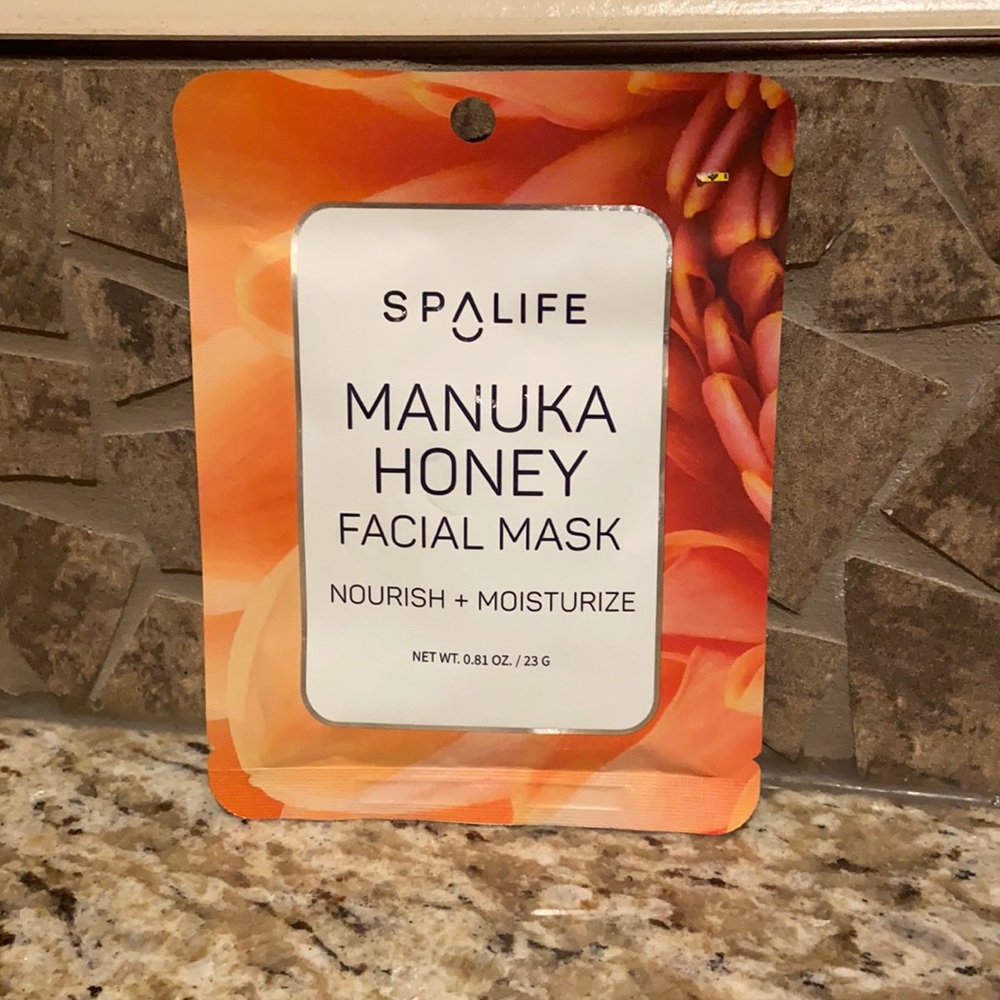 SPALIFE
MANUKA
HONEY
FACIAL MASK
NOURISH + MOISTURIZE
NET WT. 0.81 OZ. / 23 G